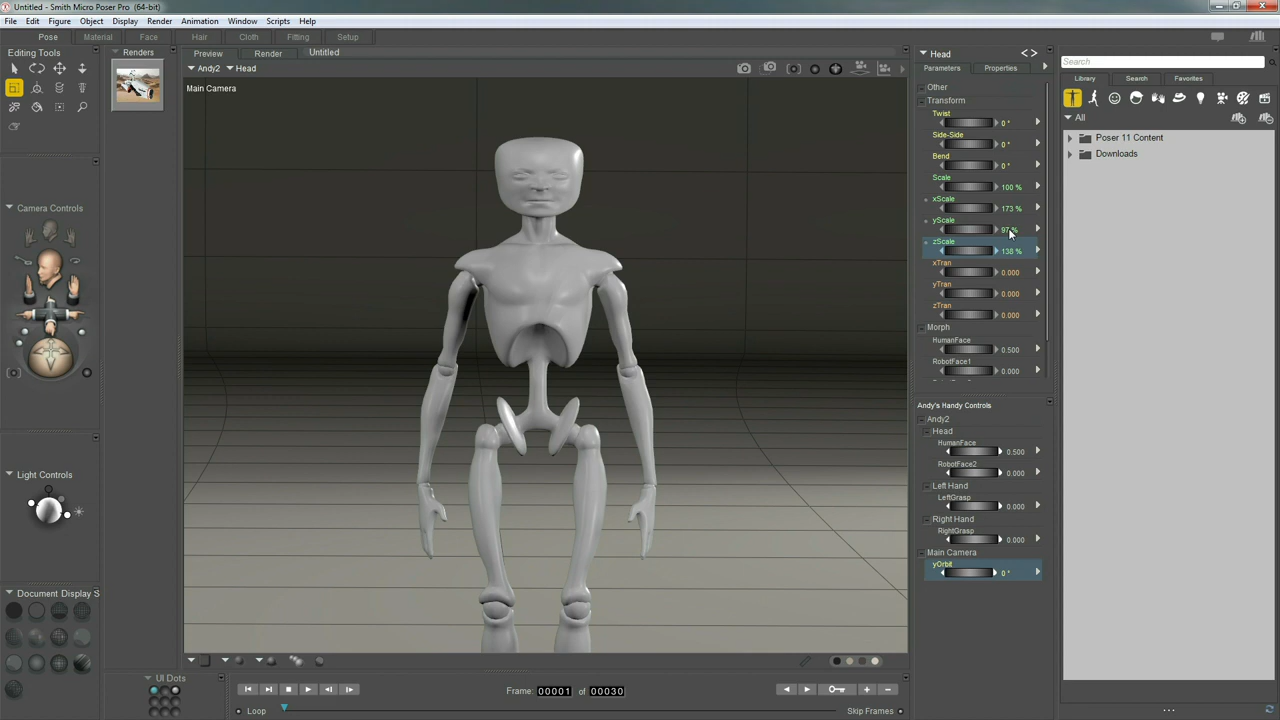 Untitled - Smith Micro Poser Pro (64-bit)
File Edit Figure Object Display Render Animation Window Scripts Help
Pose Material Face Hair Cloth Fitting Setup
Editing Tools
Renders
Preview Render Untitled
Andy2 Head
Main Camera
Camera Controls
Light Controls
Document Display S
UI Dots
Frame: 00001 of 00030
Loop
Skip Frames
Head
Parameters Properties
Other
Transform
Twist
0 °
Side-Side
0 °
Bend
0 °
Scale
100 %
xScale
173 %
yScale
97 %
zScale
138 %
xTran
0.000
yTran
0.000
zTran
0.000
Morph
HumanFace
0.500
RobotFace1
0.000
Andy's Handy Controls
Andy2
Head
HumanFace
0.500
RobotFace2
0.000
Left Hand
LeftGrasp
0.000
Right Hand
RightGrasp
0.000
Main Camera
yOrbit
0 °
Search
Library Search Favorites
All
Poser 11 Content
Downloads